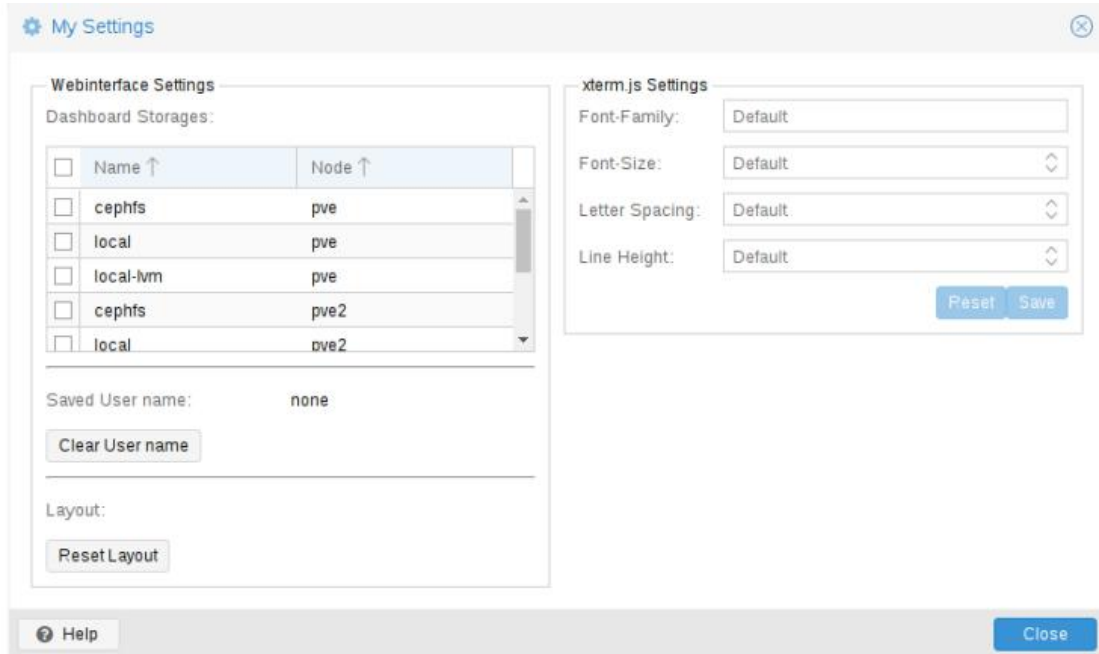 My Settings
Webinterface Settings
Dashboard Storages:
Name Node
cephfs pve
local pve
local-lvm pve
cephfs pve2
local pve2
Saved User name: none
Clear User name
Layout:
Reset Layout
xterm.js Settings
Font-Family: Default
Font-Size: Default
Letter Spacing: Default
Line Height: Default
Reset Save
Help Close